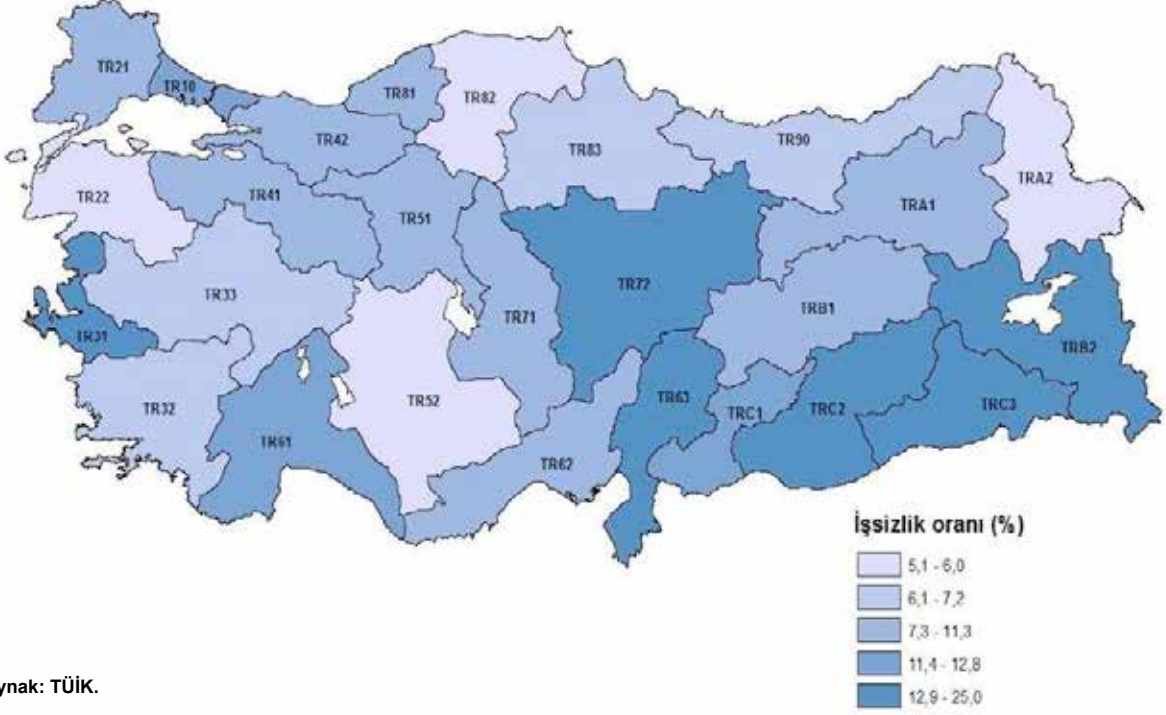 TR21
TR10
TR81
TR82
TR42
TR83
TR90
TRA2
TR22
TR41
TR51
TRA1
TR33
TR71
TR72
TRB1
TR31
TRB2
TR32
TR52
TR63
TRC1
TRC2
TRC3
TR61
TR62
İşsizlik oranı (%)
5,1 - 6,0
6,1 - 7,2
7,3 - 11,3
11,4 - 12,8
12,9 - 25,0
ynak: TÜİK.